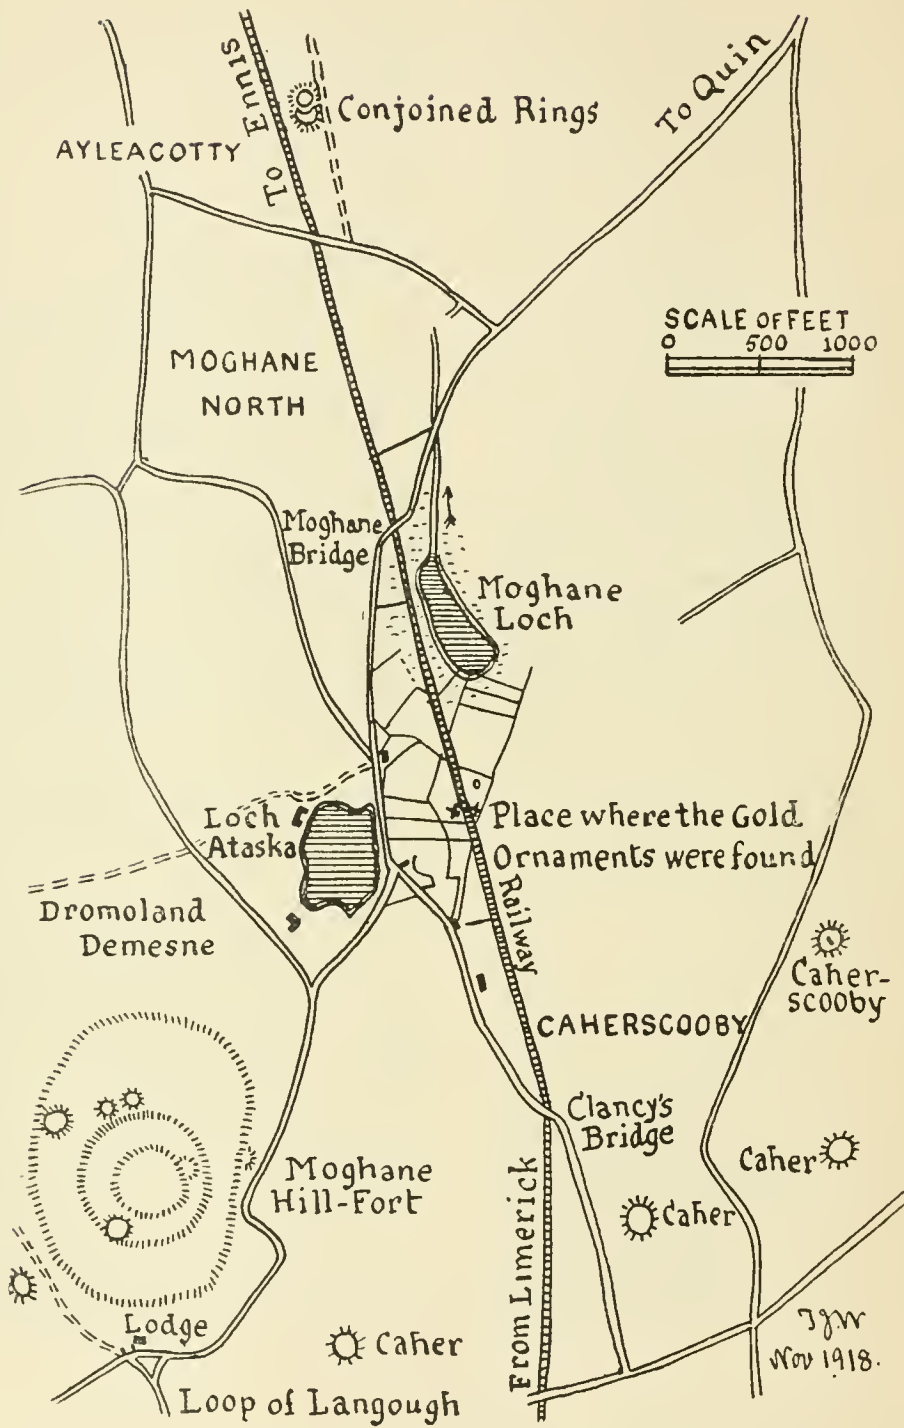 To Ennis
Conjoined Rings
To Quin
AYLEACOTTY
SCALE OF FEET
0 500 1000
MOGHANE
NORTH
Moghane
Bridge
Moghane
Loch
Loch
Ataska
Place where the Gold
Ornaments were found
Railway
Dromoland
Demesne
Caher-
scooby
CAHERSCOOBY
Clancy's
Bridge
Caher
Moghane
Hill-Fort
Caher
From Limerick
Lodge
Caher
TJW
Nov 1918.
Loop of Langough